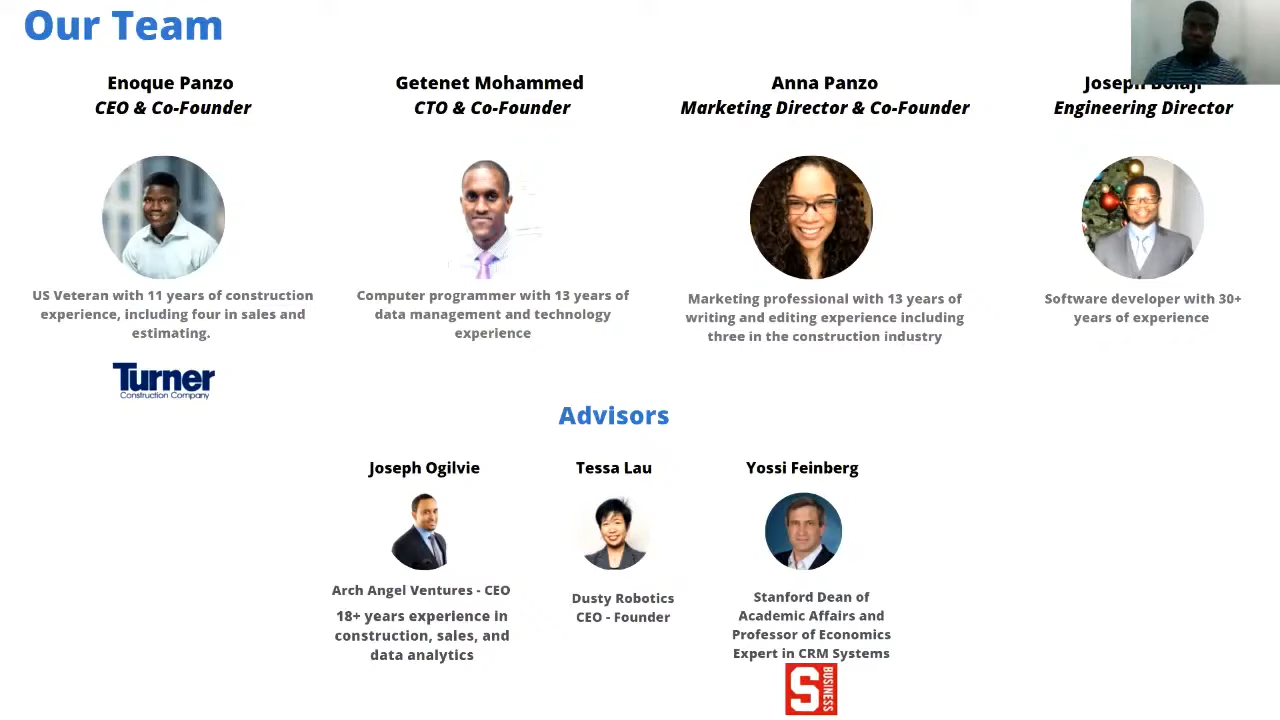 Our Team
Enoque Panzo
CEO & Co-Founder
US Veteran with 11 years of construction
experience, including four in sales and
estimating.
Turner
Construction Company
Getenet Mohammed
CTO & Co-Founder
Computer programmer with 13 years of
data management and technology
experience
Anna Panzo
Marketing Director & Co-Founder
Marketing professional with 13 years of
writing and editing experience including
three in the construction industry
Joseph Bolaji
Engineering Director
Software developer with 30+
years of experience
Advisors
Joseph Ogilvie
Arch Angel Ventures - CEO
18+ years experience in
construction, sales, and
data analytics
Tessa Lau
Dusty Robotics
CEO - Founder
Yossi Feinberg
Stanford Dean of
Academic Affairs and
Professor of Economics
Expert in CRM Systems
S BUSINESS